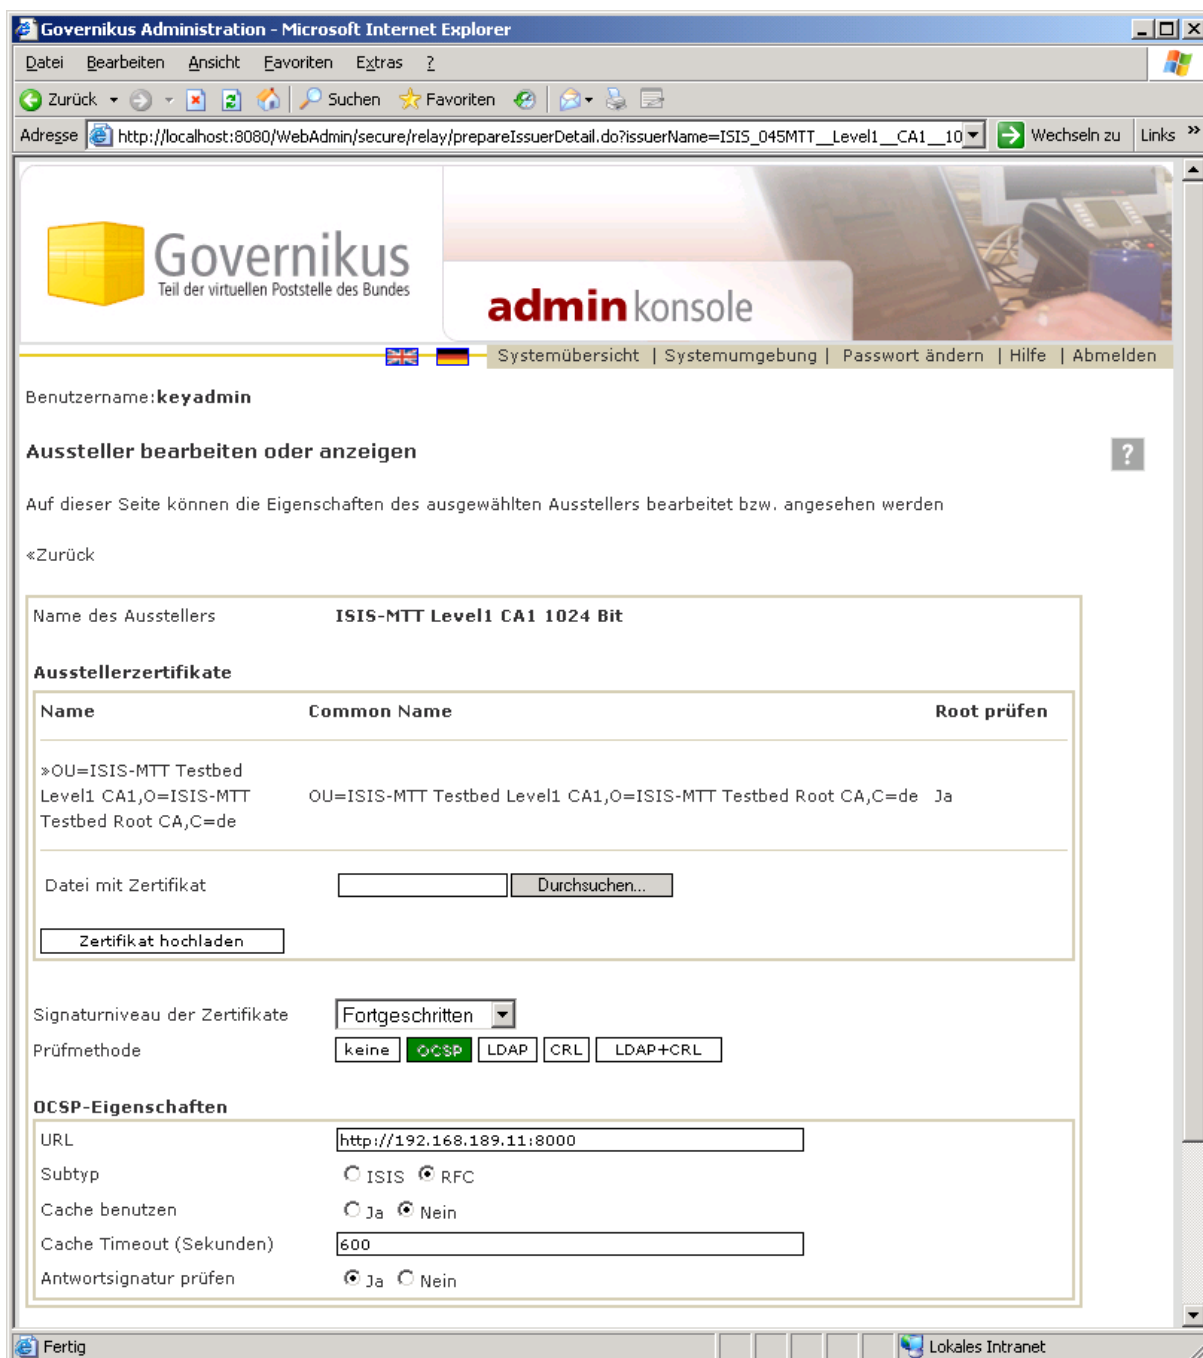 Governikus Administration - Microsoft Internet Explorer
Datei Bearbeiten Ansicht Favoriten Extras ?
Zurück Suchen Favoriten
Adresse http://localhost:8080/WebAdmin/secure/relay/prepareIssuerDetail.do?issuerName=ISIS_045MTT__Level1__CA1__10 Wechseln zu Links »
Governikus
Teil der virtuellen Poststelle des Bundes
adminkonsole
Systemübersicht | Systemumgebung | Passwort ändern | Hilfe | Abmelden
Benutzername:keyadmin
Aussteller bearbeiten oder anzeigen ?
Auf dieser Seite können die Eigenschaften des ausgewählten Ausstellers bearbeitet bzw. angesehen werden
«Zurück
Name des Ausstellers ISIS-MTT Level1 CA1 1024 Bit
Ausstellerzertifikate
Name Common Name Root prüfen
»OU=ISIS-MTT Testbed
Level1 CA1,O=ISIS-MTT OU=ISIS-MTT Testbed Level1 CA1,O=ISIS-MTT Testbed Root CA,C=de Ja
Testbed Root CA,C=de
Datei mit Zertifikat Durchsuchen...
Zertifikat hochladen
Signaturniveau der Zertifikate Fortgeschritten
Prüfmethode keine OCSP LDAP CRL LDAP+CRL
OCSP-Eigenschaften
URL http://192.168.189.11:8000
Subtyp ISIS RFC
Cache benutzen Ja Nein
Cache Timeout (Sekunden) 600
Antwortsignatur prüfen Ja Nein
Fertig Lokales Intranet